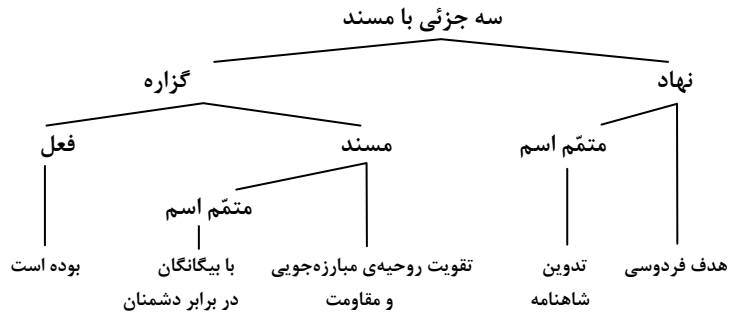 سه جزئی با مسند
نهاد
گزاره
متمّم اسم
مسند
فعل
متمّم اسم
هدف فردوسی
تدوین
شاهنامه
تقویت روحیه‌ی مبارزه‌جویی
و مقاومت
با بیگانگان
در برابر دشمنان
بوده است